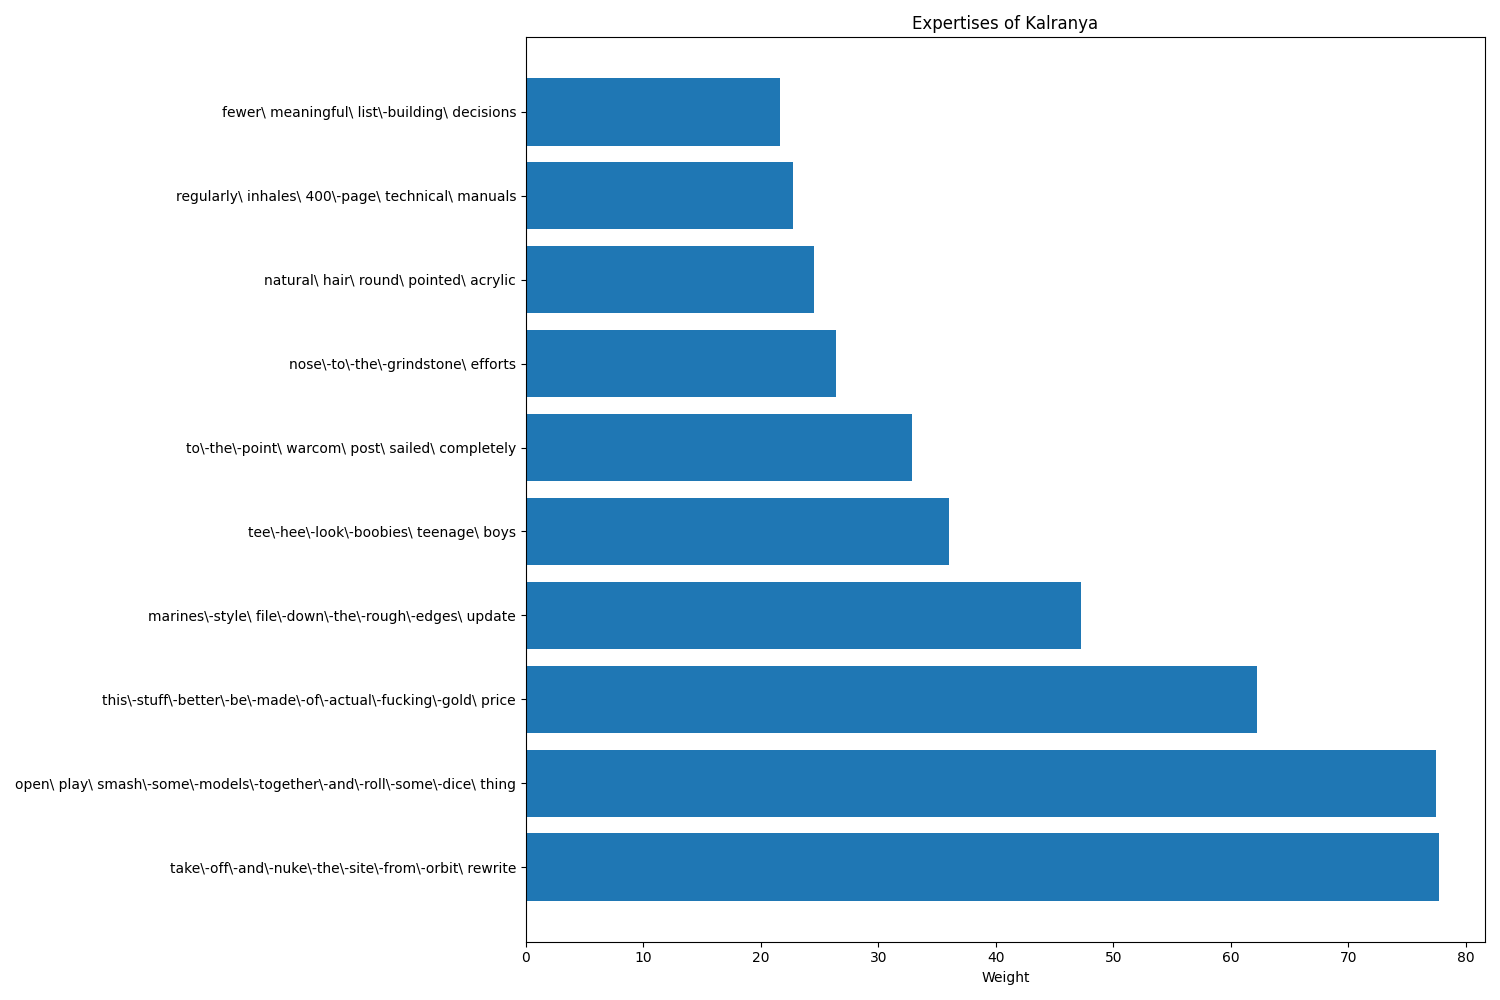 Expertises of Kalranya
fewer\ meaningful\ list\-building\ decisions
regularly\ inhales\ 400\-page\ technical\ manuals
natural\ hair\ round\ pointed\ acrylic
nose\-to\-the\-grindstone\ efforts
to\-the\-point\ warcom\ post\ sailed\ completely
tee\-hee\-look\-boobies\ teenage\ boys
marines\-style\ file\-down\-the\-rough\-edges\ update
this\-stuff\-better\-be\-made\-of\-actual\-fucking\-gold\ price
open\ play\ smash\-some\-models\-together\-and\-roll\-some\-dice\ thing
take\-off\-and\-nuke\-the\-site\-from\-orbit\ rewrite
0 10 20 30 40 50 60 70 80
Weight